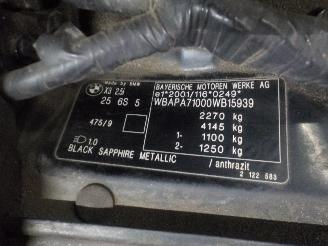 Made by BMW
X3 2.5i
25 6S 5
475/9
1.0
BLACK SAPPHIRE METALLIC
BAYERISCHE MOTOREN WERKE AG
e1*2001/116*0249*
WBAPA71000WB15939
2270 kg
4145 kg
1- 1100 kg
2- 1250 kg
/ anthrazit
2 122 583